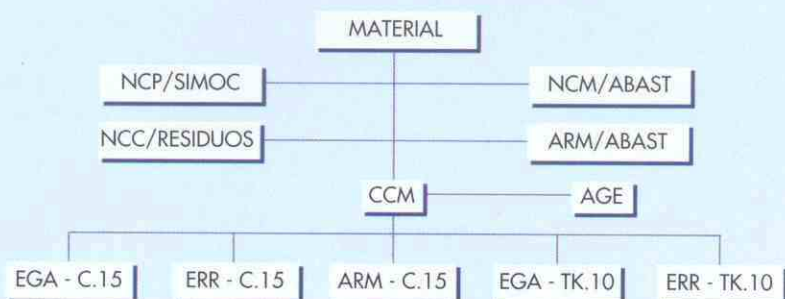 MATERIAL
NCP/SIMOC
NCM/ABAST
NCC/RESIDUOS
ARM/ABAST
CCM
AGE
EGA - C.15
ERR - C.15
ARM - C.15
EGA - TK.10
ERR - TK.10